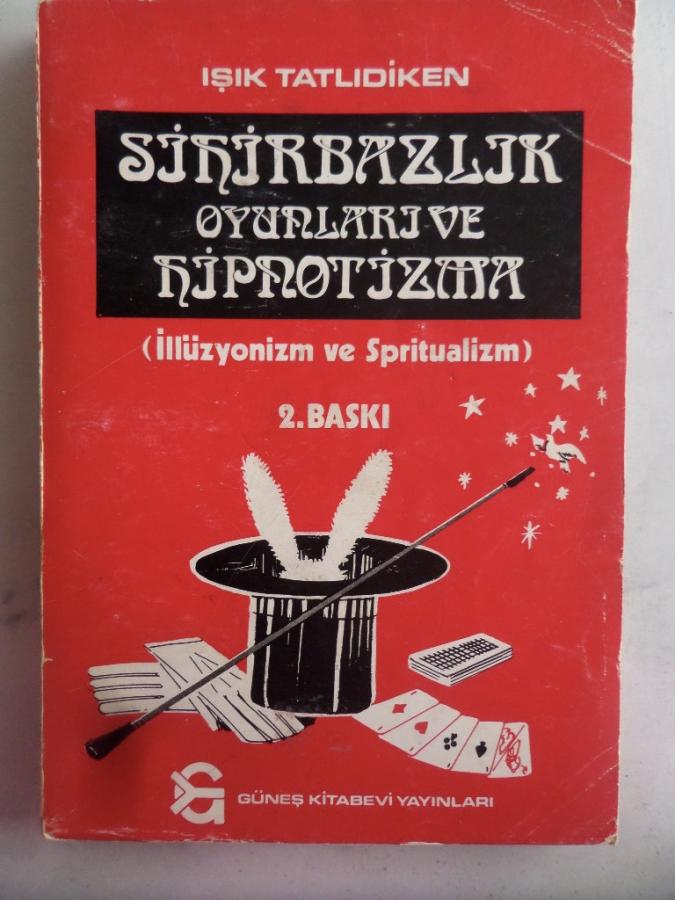 IŞIK TATLIDİKEN
SİHİRBAZLIK
OYUNLARI VE
HİPNOTİZMA
(İllüzyonizm ve Spritualizm)
2.BASKI
GÜNEŞ KİTABEVİ YAYINLARI